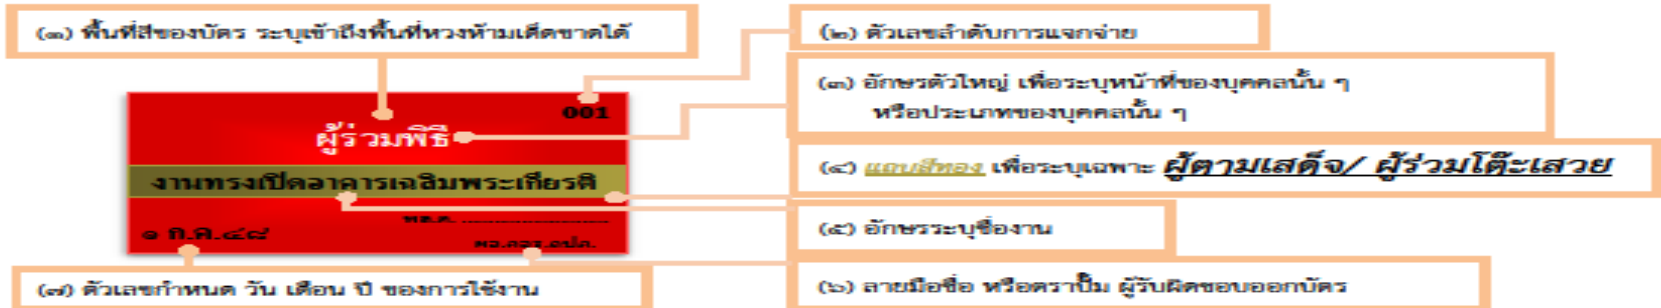 (๑) พื้นที่สีของบัตร ระบุเข้าถึงพื้นที่หวงห้ามเด็ดขาดได้
(๒) ตัวเลขลำดับการแจกจ่าย
(๓) อักษรตัวใหญ่ เพื่อระบุหน้าที่ของบุคคลนั้น ๆ
หรือประเภทของบุคคลนั้น ๆ
001
ผู้ร่วมพิธี
(๔) แถบสีทอง เพื่อระบุเฉพาะ ผู้ตามเสด็จ/ ผู้ร่วมโต๊ะเสวย
งานทรงเปิดอาคารเฉลิมพระเกียรติ
๑ ก.ค.๔๘
(๕) อักษรระบุชื่องาน
(๖) ลายมือชื่อ หรือตราปั๊ม ผู้รับผิดชอบออกบัตร
(๗) ตัวเลขกำหนด วัน เดือน ปี ของการใช้งาน